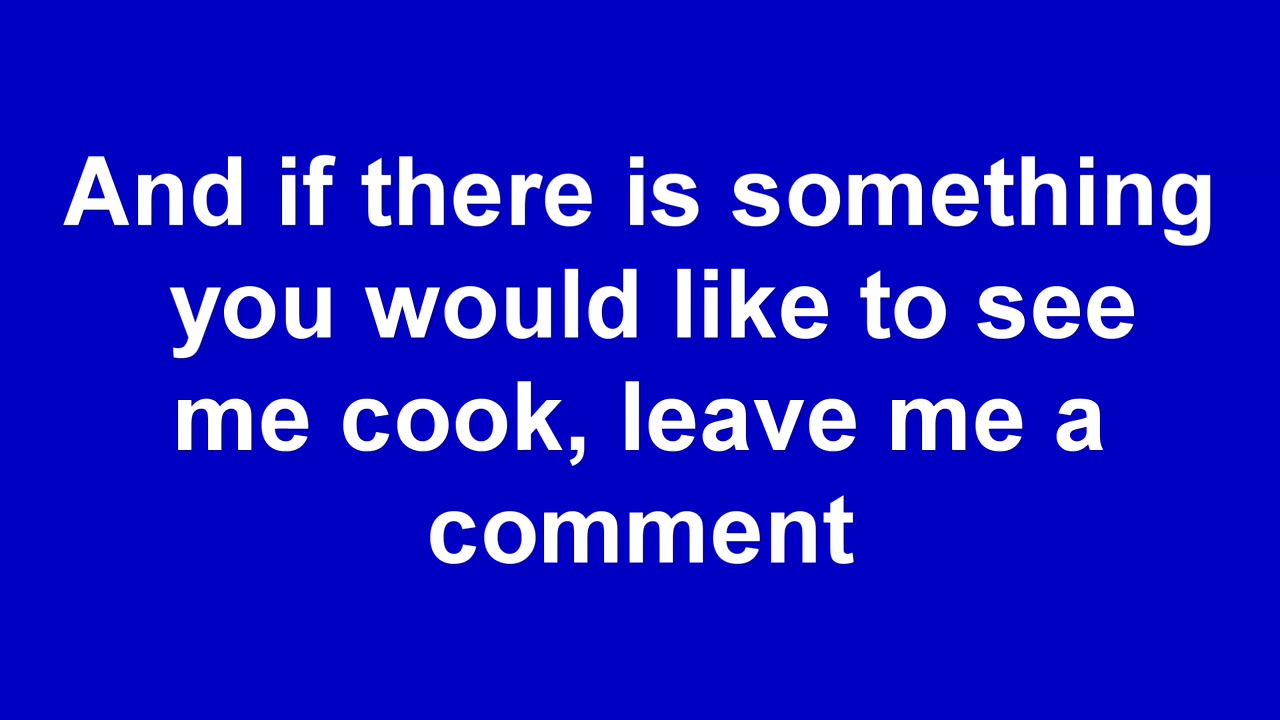 And if there is something
you would like to see
me cook, leave me a
comment